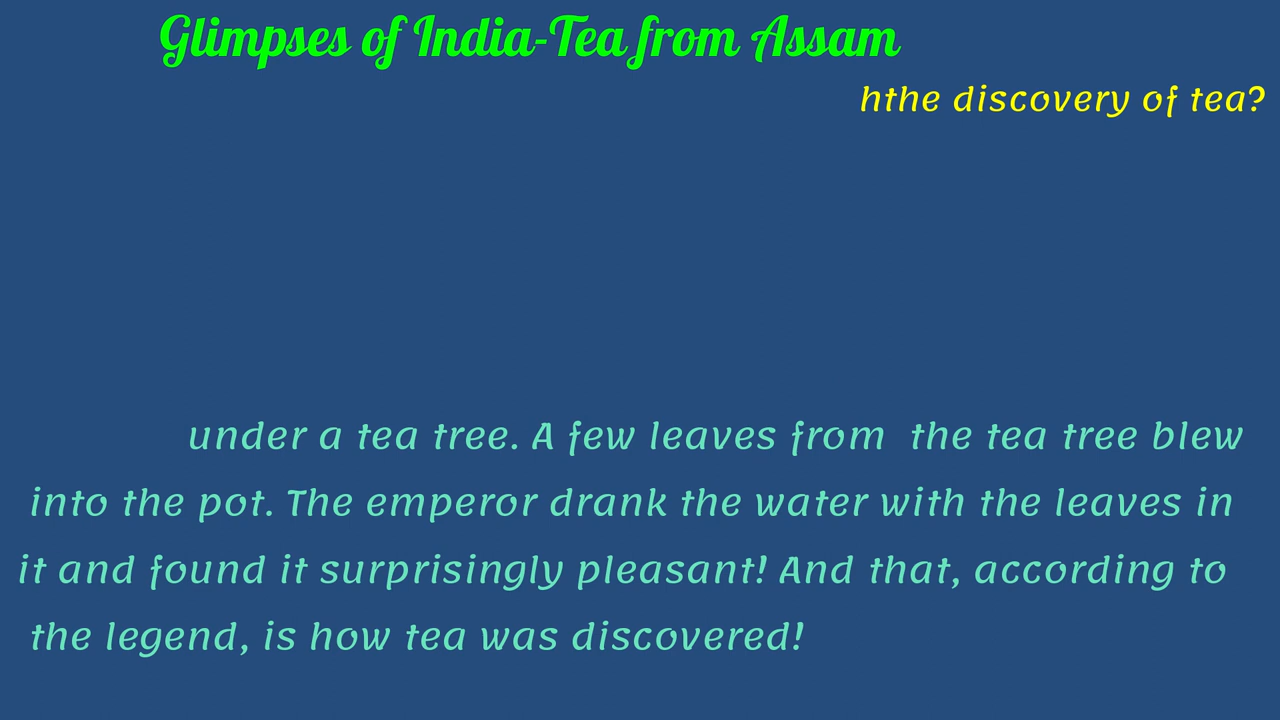 Glimpses of India-Tea from Assam
hthe discovery of tea?
under a tea tree. A few leaves from  the tea tree blew
into the pot. The emperor drank the water with the leaves in
it and found it surprisingly pleasant! And that, according to
the legend, is how tea was discovered!